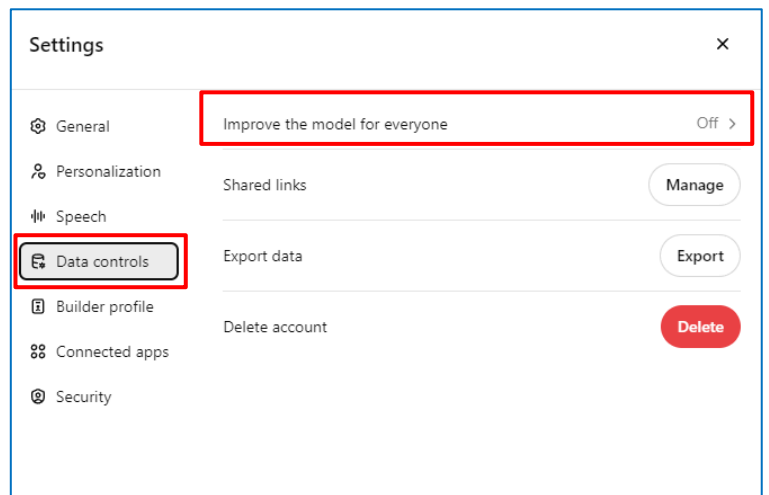 Settings
General
Personalization
Speech
Data controls
Builder profile
Connected apps
Security
Improve the model for everyone Off
Shared links Manage
Export data Export
Delete account Delete